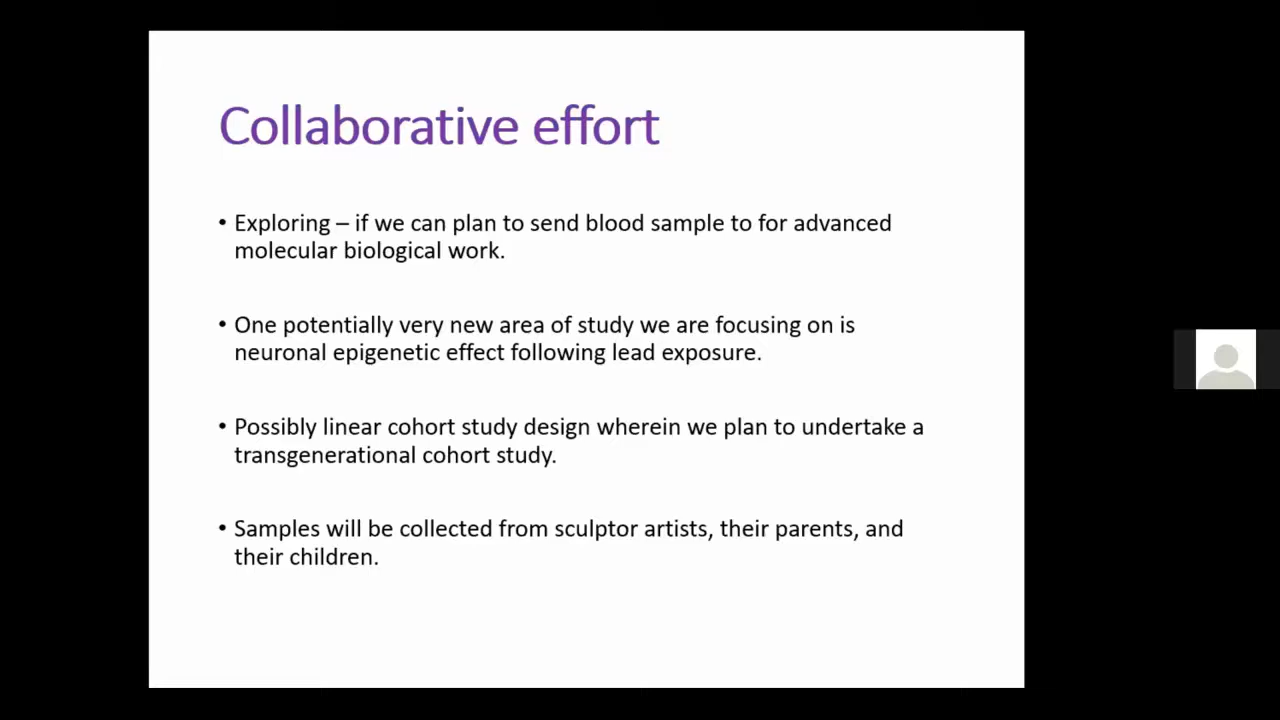 Collaborative effort
• Exploring – if we can plan to send blood sample to for advanced
molecular biological work.
• One potentially very new area of study we are focusing on is
neuronal epigenetic effect following lead exposure.
• Possibly linear cohort study design wherein we plan to undertake a
transgenerational cohort study.
• Samples will be collected from sculptor artists, their parents, and
their children.